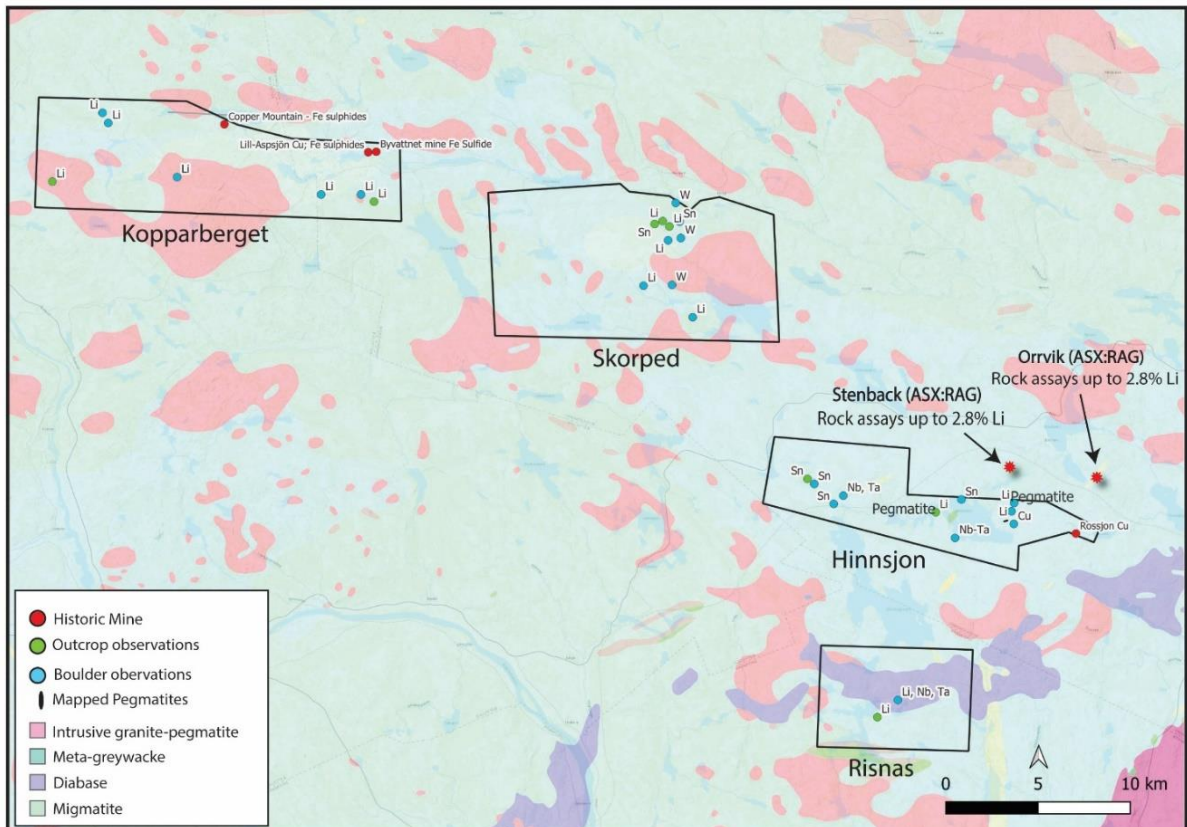 Li
Li
Copper Mountain - Fe sulphides
Lill-Aspsjön Cu; Fe sulphides
Byvattnet mine Fe Sulfide
Li
Li
Li
Li
Li
Kopparberget
W
Sn
Li
Li
Sn
W
Li
Li
W
Li
Skorped
Orrvik (ASX:RAG)
Rock assays up to 2.8% Li
Stenback (ASX:RAG)
Rock assays up to 2.8% Li
Sn
Sn
Nb, Ta
Sn
Sn
Li
Pegmatite
Pegmatite
Li
Li
Cu
Nb-Ta
Rossjon Cu
Hinnsjon
Li, Nb, Ta
Li
Risnas
Historic Mine
Outcrop observations
Boulder obervations
Mapped Pegmatites
Intrusive granite-pegmatite
Meta-greywacke
Diabase
Migmatite
0 5 10 km